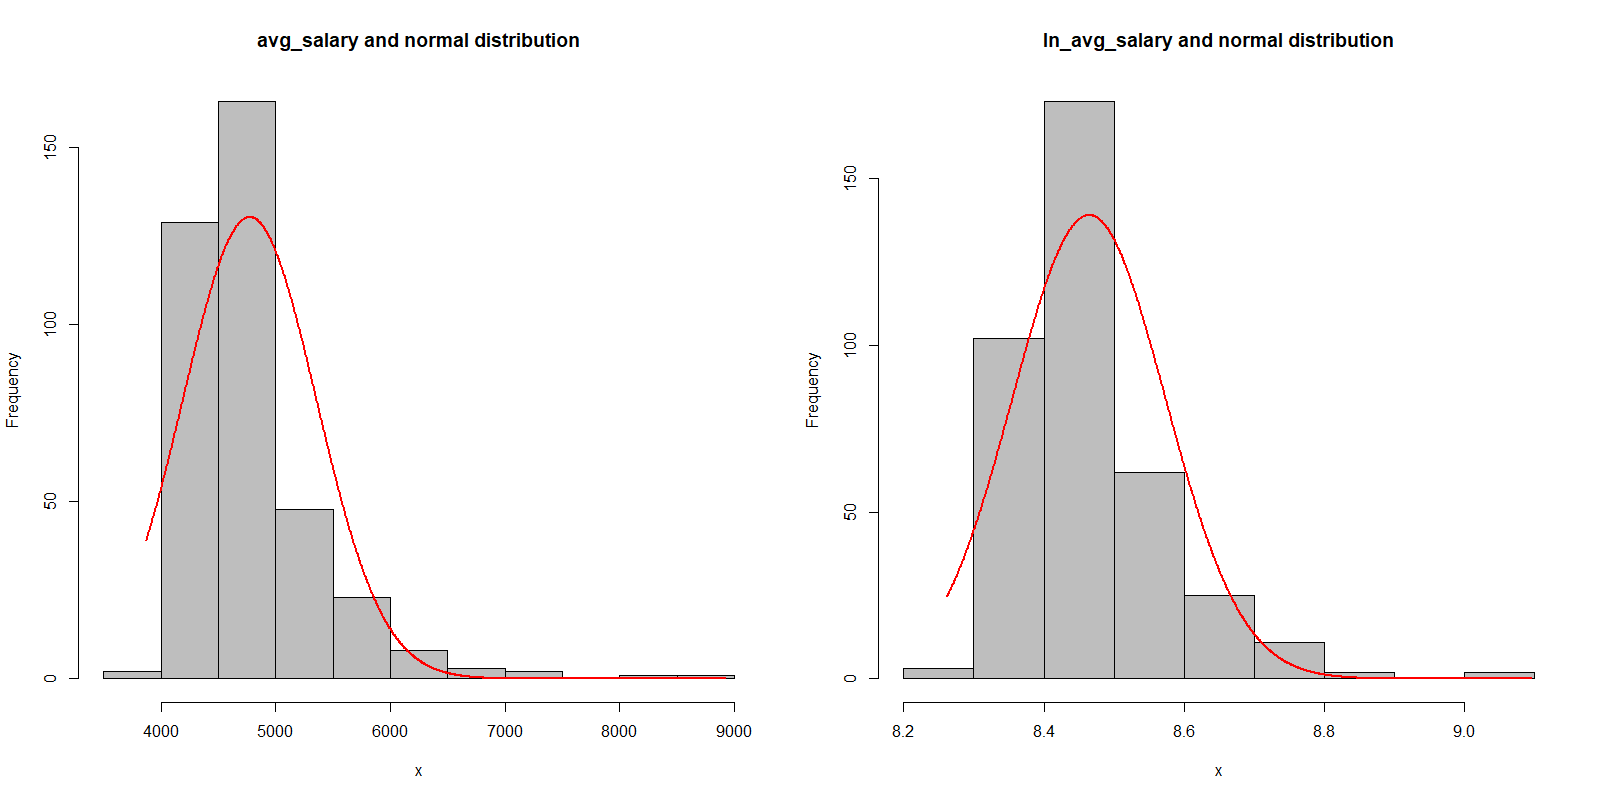 avg_salary and normal distribution
Frequency
150
100
50
0
4000 5000 6000 7000 8000 9000
x
ln_avg_salary and normal distribution
Frequency
150
100
50
0
8.2 8.4 8.6 8.8 9.0
x